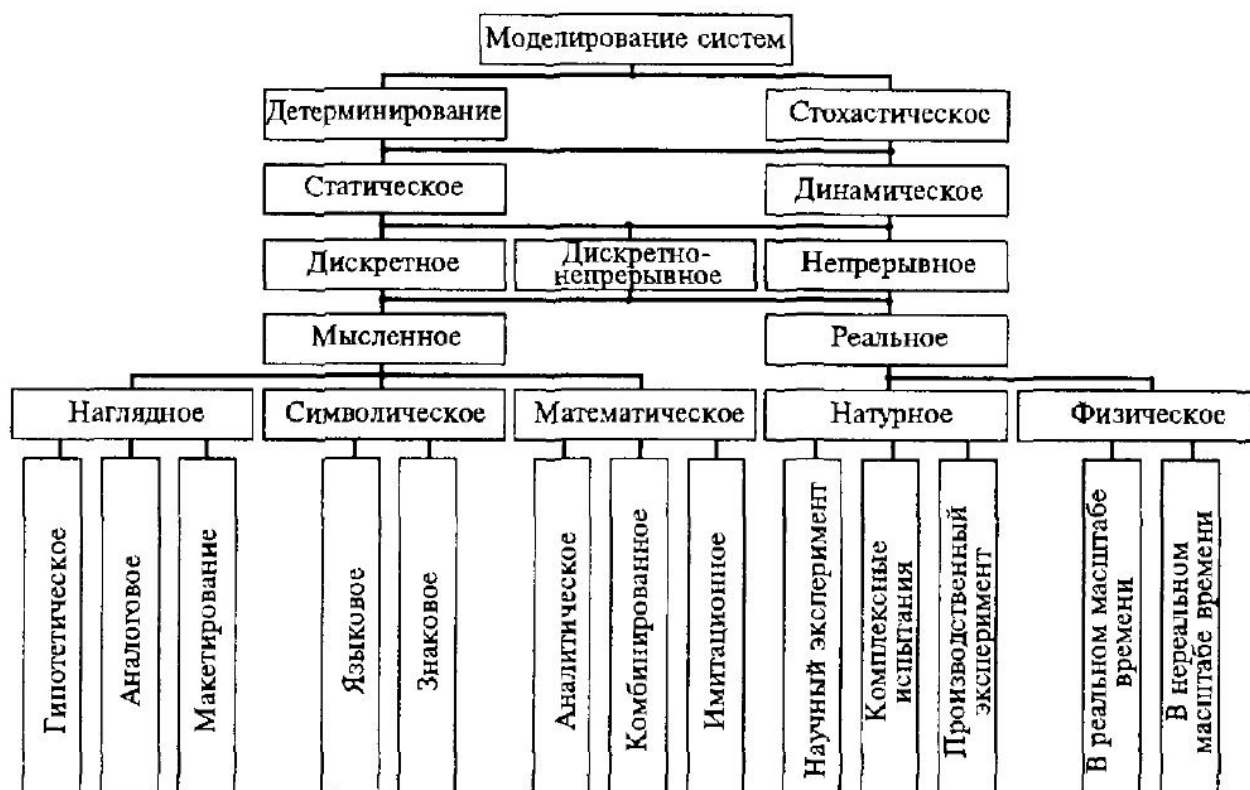 Моделирование систем
Детерминирование
Стохастическое
Статическое
Динамическое
Дискретное
Дискретно-
непрерывное
Непрерывное
Мысленное
Реальное
Наглядное
Символическое
Математическое
Натурное
Физическое
Гипотетическое
Аналоговое
Макетирование
Языковое
Знаковое
Аналитическое
Комбинированное
Имитационное
Научный эксперимент
Комплексные
испытания
Производственный
эксперимент
В реальном масштабе
времени
В нереальном
масштабе времени